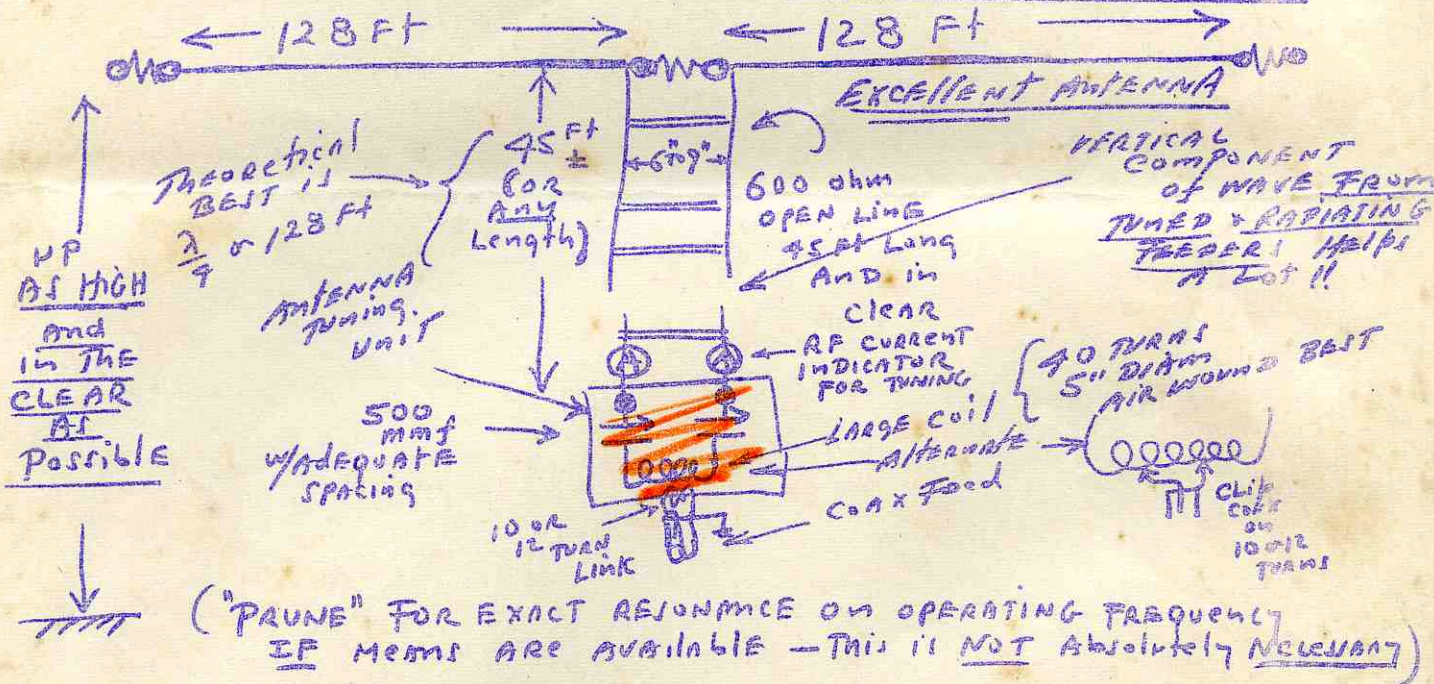 128 Ft
128 Ft
EXCELLENT ANTENNA
THEORETICAL
BEST IS
λ/4 or 128 Ft
45 Ft
±
(OR
ANY
Length)
6"
600 ohm
OPEN LINE
45 Ft LONG
AND in
CLEAR
VERTICAL
COMPONENT
OF WAVE FROM
TUNED & RADIATING
FEEDERS HELPS
A LOT!!
UP
AS HIGH
and
in THE
CLEAR
AS
Possible
ANTENNA
TUNING
UNIT
RF CURRENT
INDICATOR
FOR TUNING
40 TURNS
5" DIAM
AIR WOUND BEST
500
mmf
W/ADEQUATE
SPACING
LARGE COIL
ALTERNATE
COAX FEED
10 OR
12 TURN
LINK
CLIP
COAX
ON
10 or 12
TURNS
("PRUNE" FOR EXACT RESONANCE ON OPERATING FREQUENCY
IF MEANS ARE AVAILABLE — This is NOT Absolutely NECESSARY)